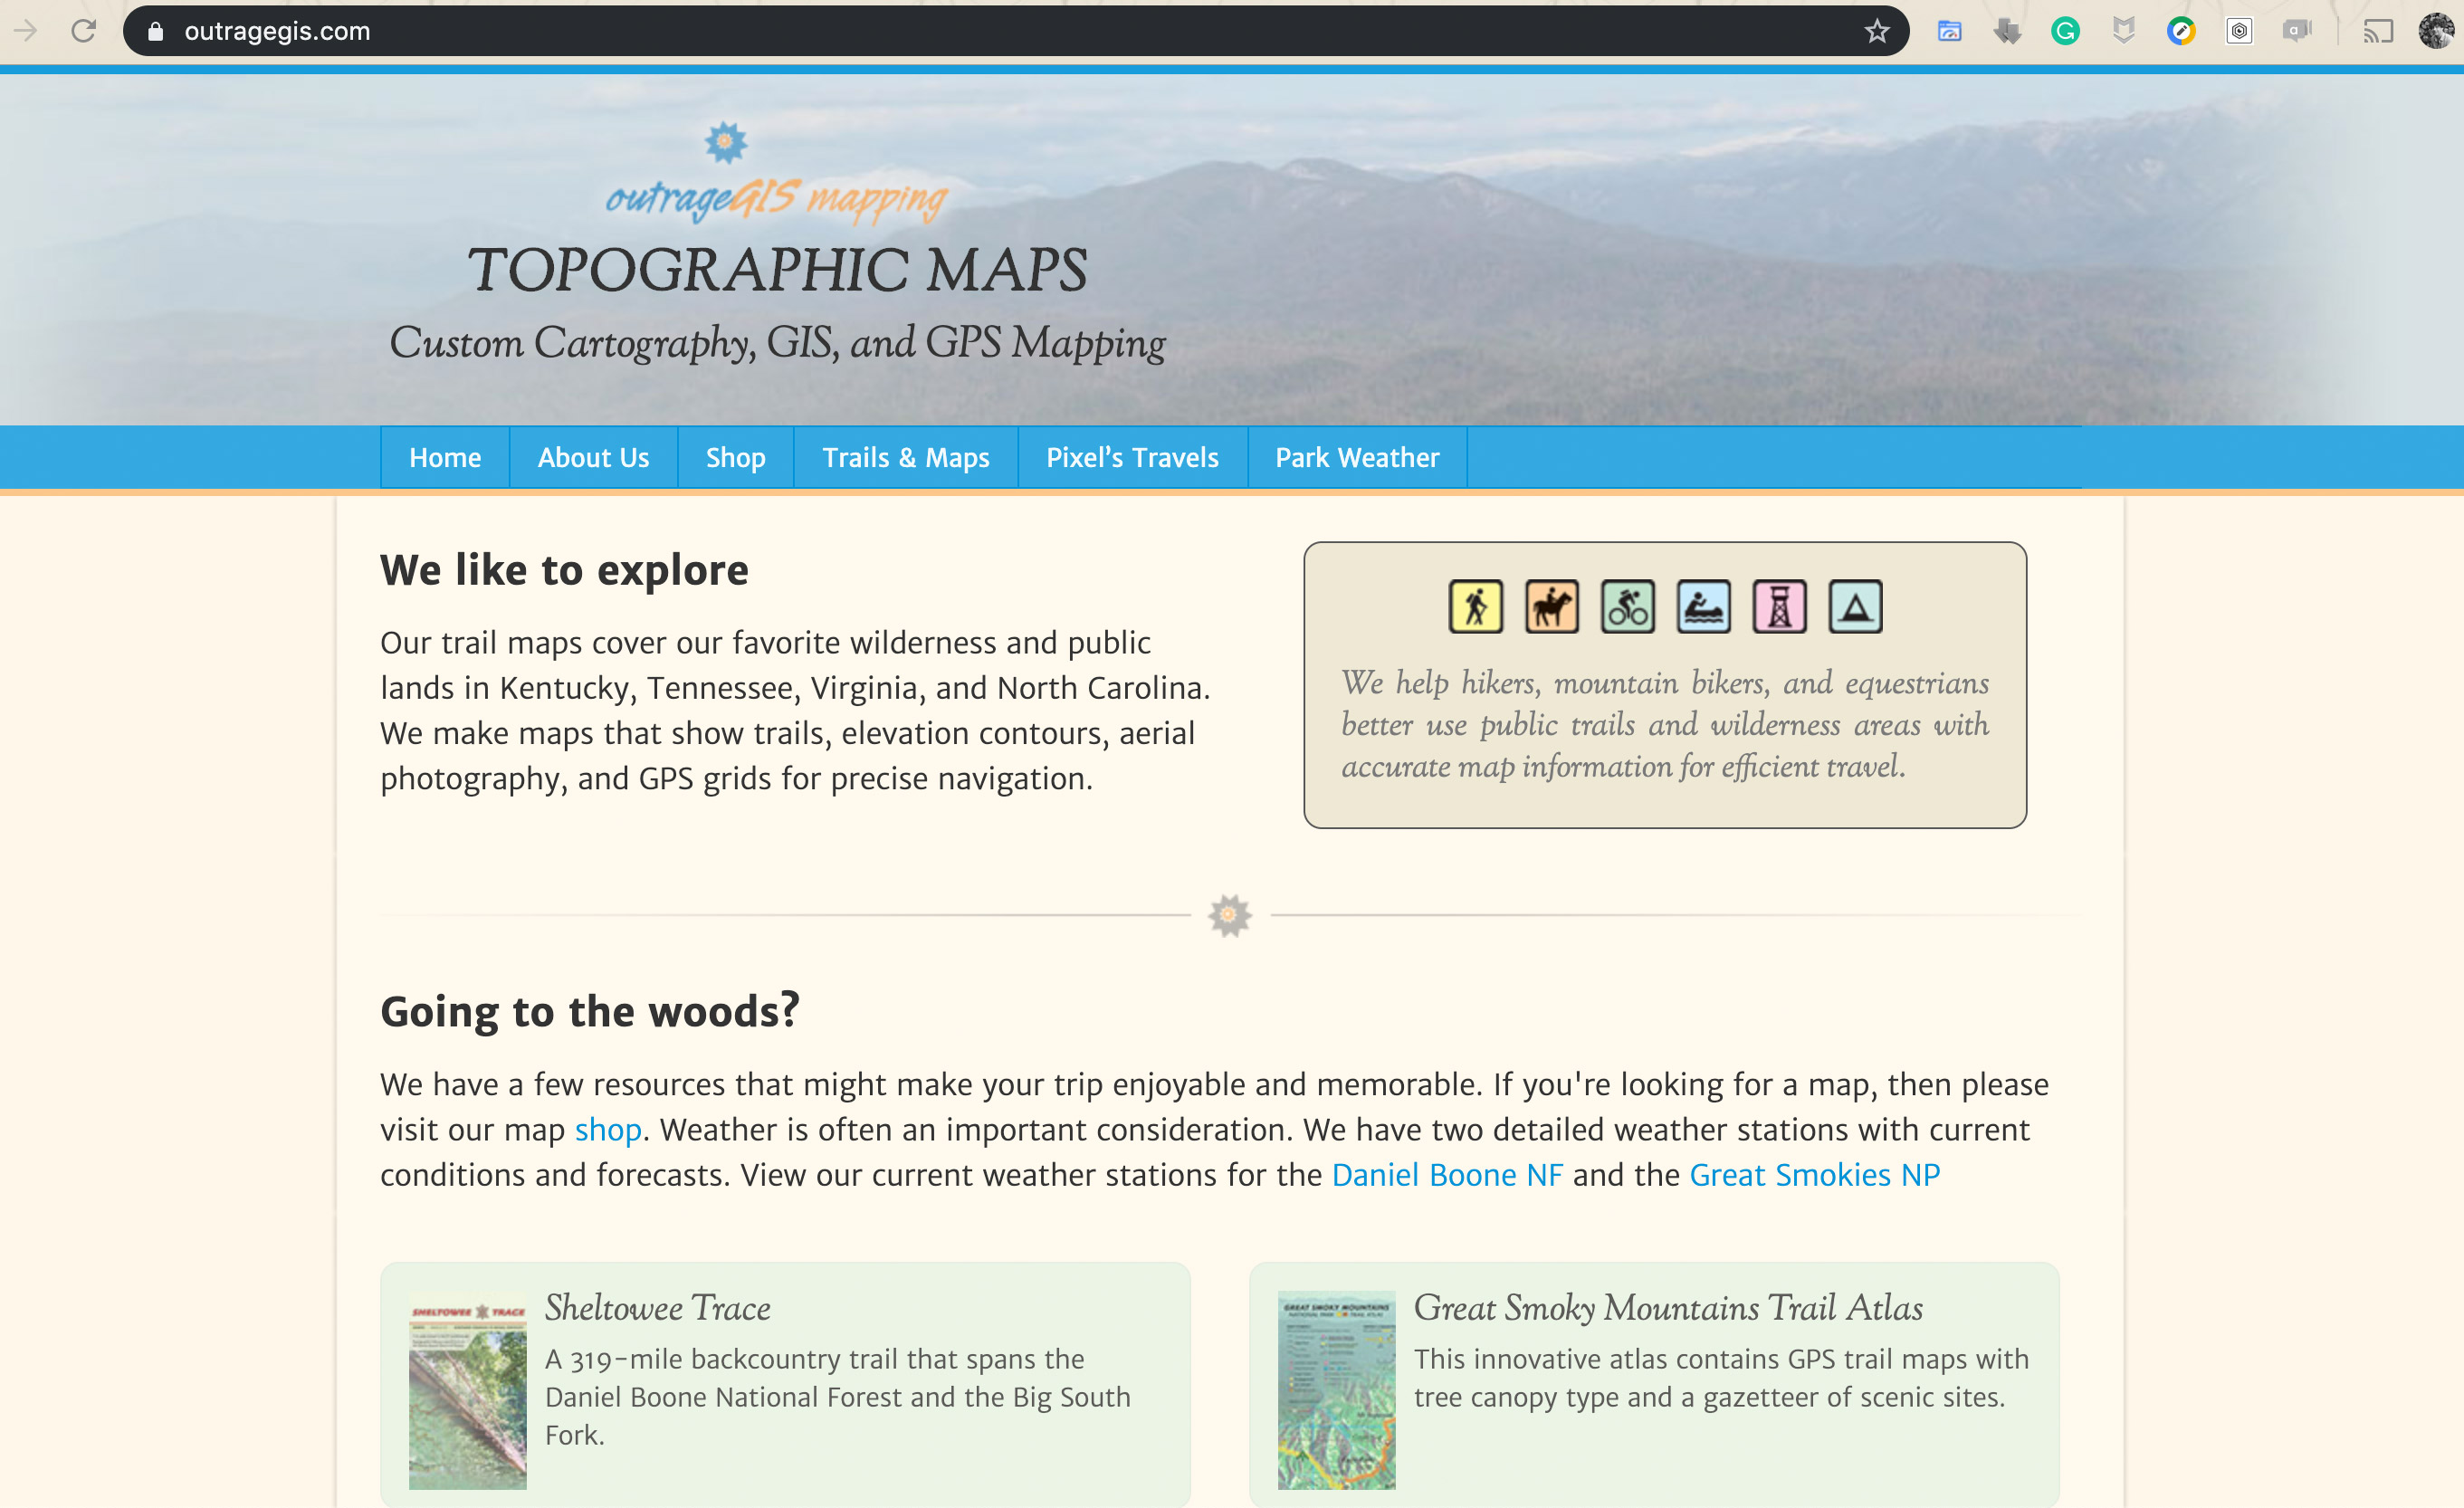 outragegis.com
outrageGIS mapping
TOPOGRAPHIC MAPS
Custom Cartography, GIS, and GPS Mapping
Home
About Us
Shop
Trails & Maps
Pixel’s Travels
Park Weather
We like to explore
Our trail maps cover our favorite wilderness and public
lands in Kentucky, Tennessee, Virginia, and North Carolina.
We make maps that show trails, elevation contours, aerial
photography, and GPS grids for precise navigation.
We help hikers, mountain bikers, and equestrians
better use public trails and wilderness areas with
accurate map information for efficient travel.
Going to the woods?
We have a few resources that might make your trip enjoyable and memorable. If you're looking for a map, then please
visit our map shop. Weather is often an important consideration. We have two detailed weather stations with current
conditions and forecasts. View our current weather stations for the Daniel Boone NF and the Great Smokies NP
SHELTOWEE TRACE
Sheltowee Trace
A 319-mile backcountry trail that spans the
Daniel Boone National Forest and the Big South
Fork.
GREAT SMOKY MOUNTAINS
Great Smoky Mountains Trail Atlas
This innovative atlas contains GPS trail maps with
tree canopy type and a gazetteer of scenic sites.